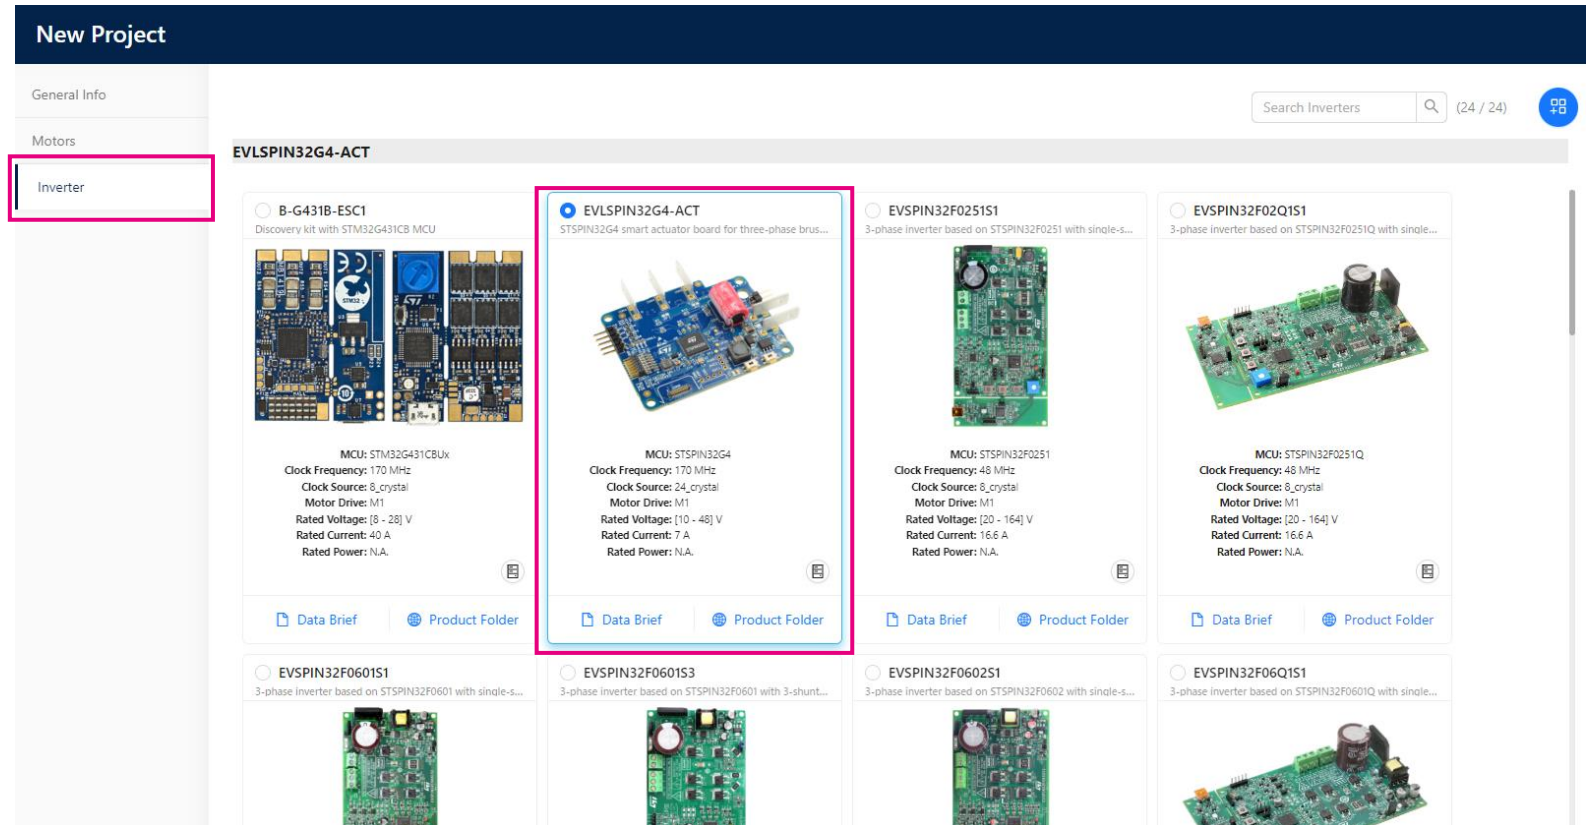 New Project
General Info
Motors
Inverter
Search Inverters
(24 / 24)
EVLSPIN32G4-ACT
B-G431B-ESC1
Discovery kit with STM32G431CB MCU
MCU: STM32G431CBUx
Clock Frequency: 170 MHz
Clock Source: 8_crystal
Motor Drive: M1
Rated Voltage: [8 - 28] V
Rated Current: 40 A
Rated Power: N.A.
Data Brief
Product Folder
EVLSPIN32G4-ACT
STSPIN32G4 smart actuator board for three-phase brus...
MCU: STSPIN32G4
Clock Frequency: 170 MHz
Clock Source: 24_crystal
Motor Drive: M1
Rated Voltage: [10 - 48] V
Rated Current: 7 A
Rated Power: N.A.
Data Brief
Product Folder
EVSPIN32F0251S1
3-phase inverter based on STSPIN32F0251 with single-s...
MCU: STSPIN32F0251
Clock Frequency: 48 MHz
Clock Source: 8_crystal
Motor Drive: M1
Rated Voltage: [20 - 164] V
Rated Current: 16.6 A
Rated Power: N.A.
Data Brief
Product Folder
EVSPIN32F02Q1S1
3-phase inverter based on STSPIN32F0251Q with single...
MCU: STSPIN32F0251Q
Clock Frequency: 48 MHz
Clock Source: 8_crystal
Motor Drive: M1
Rated Voltage: [20 - 164] V
Rated Current: 16.6 A
Rated Power: N.A.
Data Brief
Product Folder
EVSPIN32F0601S1
3-phase inverter based on STSPIN32F0601 with single-s...
EVSPIN32F0601S3
3-phase inverter based on STSPIN32F0601 with 3-shunt...
EVSPIN32F0602S1
3-phase inverter based on STSPIN32F0602 with single-s...
EVSPIN32F06Q1S1
3-phase inverter based on STSPIN32F0601Q with single...